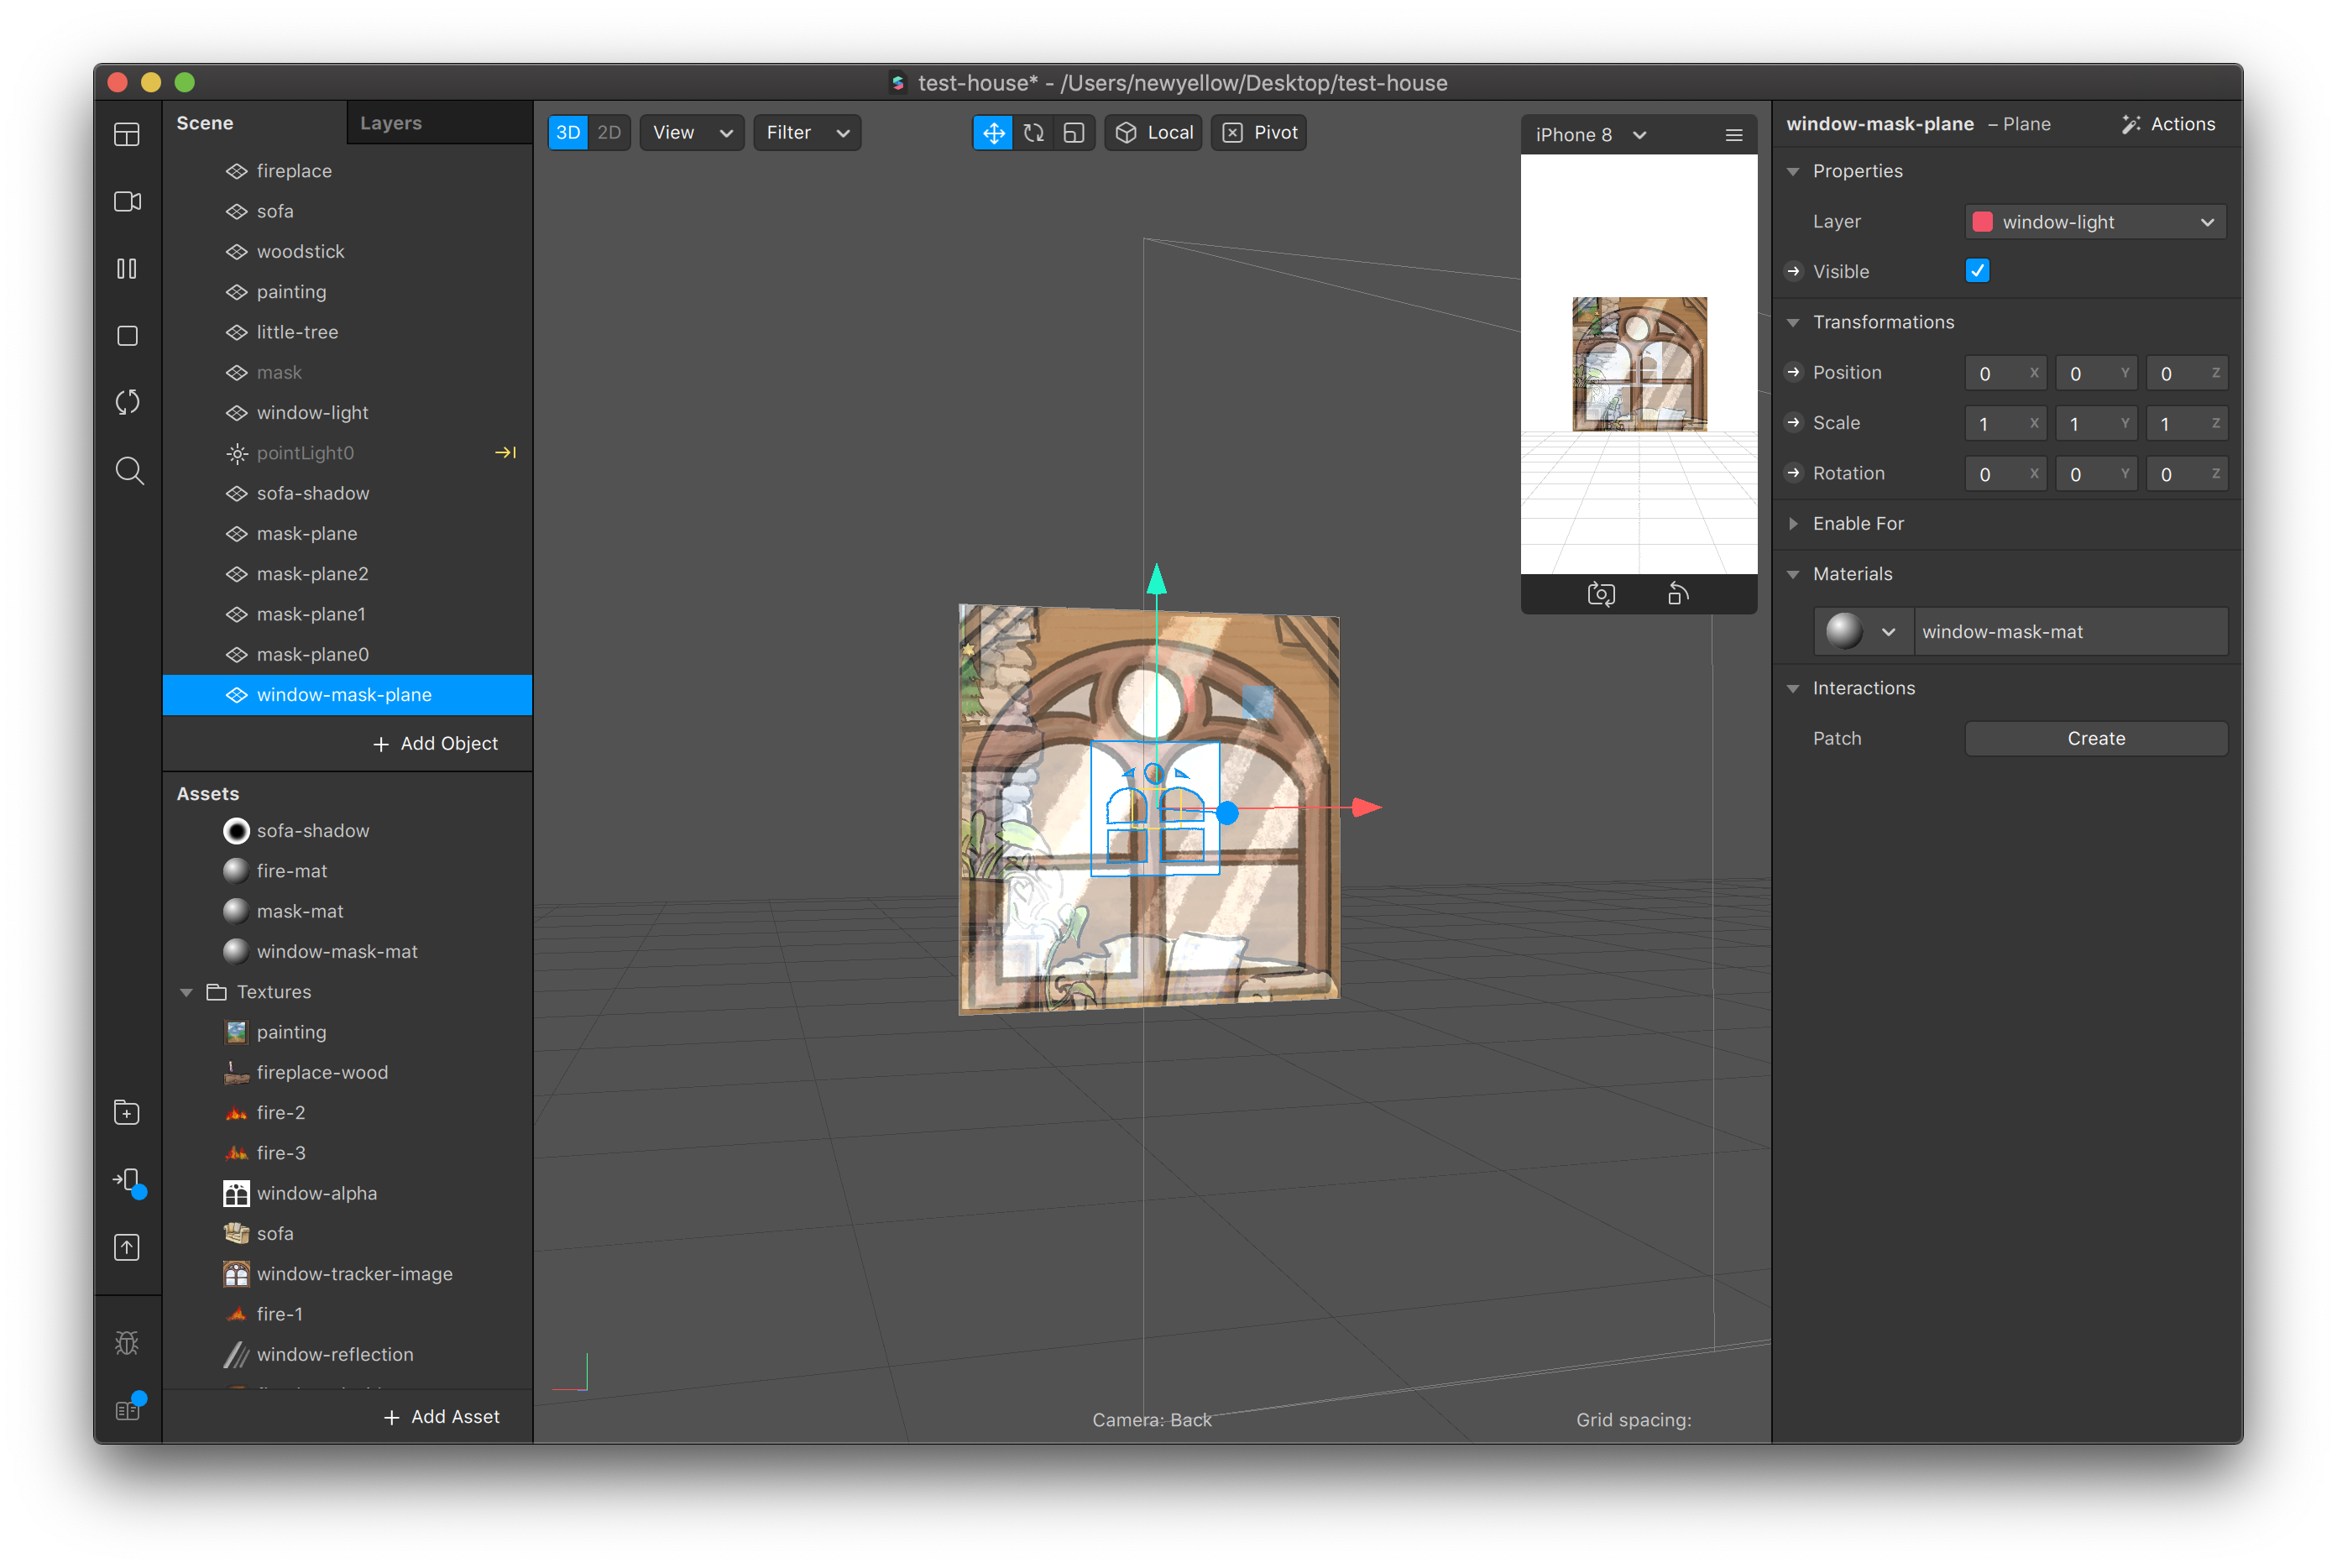 test-house* - /Users/newyellow/Desktop/test-house
Scene
Layers
fireplace
sofa
woodstick
painting
little-tree
mask
window-light
pointLight0
sofa-shadow
mask-plane
mask-plane2
mask-plane1
mask-plane0
window-mask-plane
Add Object
Assets
sofa-shadow
fire-mat
mask-mat
window-mask-mat
Textures
painting
fireplace-wood
fire-2
fire-3
window-alpha
sofa
window-tracker-image
fire-1
window-reflection
Add Asset
3D 2D View Filter Local Pivot
iPhone 8
Camera: Back
Grid spacing:
window-mask-plane – Plane Actions
Properties
Layer window-light
Visible
Transformations
Position 0 X 0 Y 0 Z
Scale 1 X 1 Y 1 Z
Rotation 0 X 0 Y 0 Z
Enable For
Materials
window-mask-mat
Interactions
Patch Create